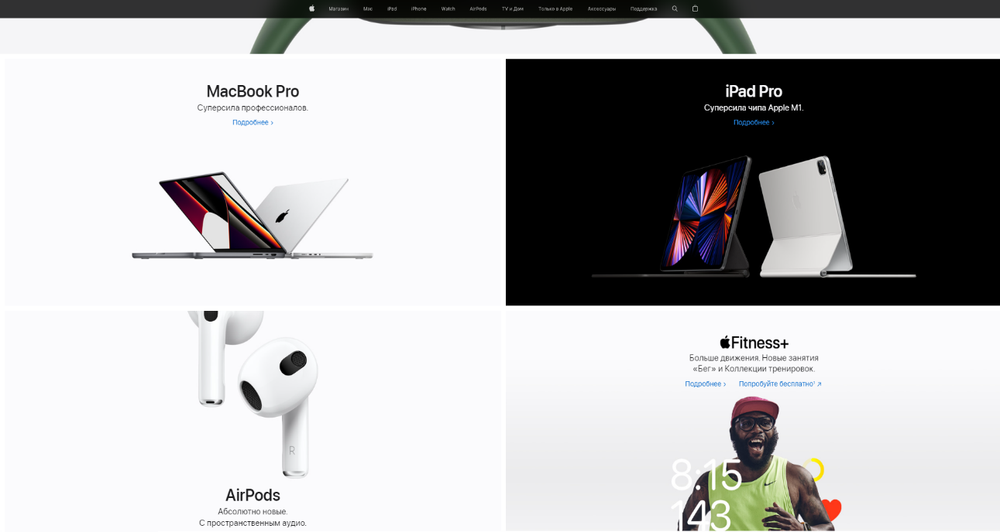 Магазин Mac iPad iPhone Watch AirPods TV и Дом Только в Apple Аксессуары Поддержка
MacBook Pro
Суперсила профессионалов.
Подробнее >
iPad Pro
Суперсила чипа Apple M1.
Подробнее >
R
AirPods
Абсолютно новые.
С пространственным аудио.
Fitness+
Больше движения. Новые занятия
«Бег» и Коллекции тренировок.
Подробнее > Попробуйте бесплатно¹ ↗
8:15
143